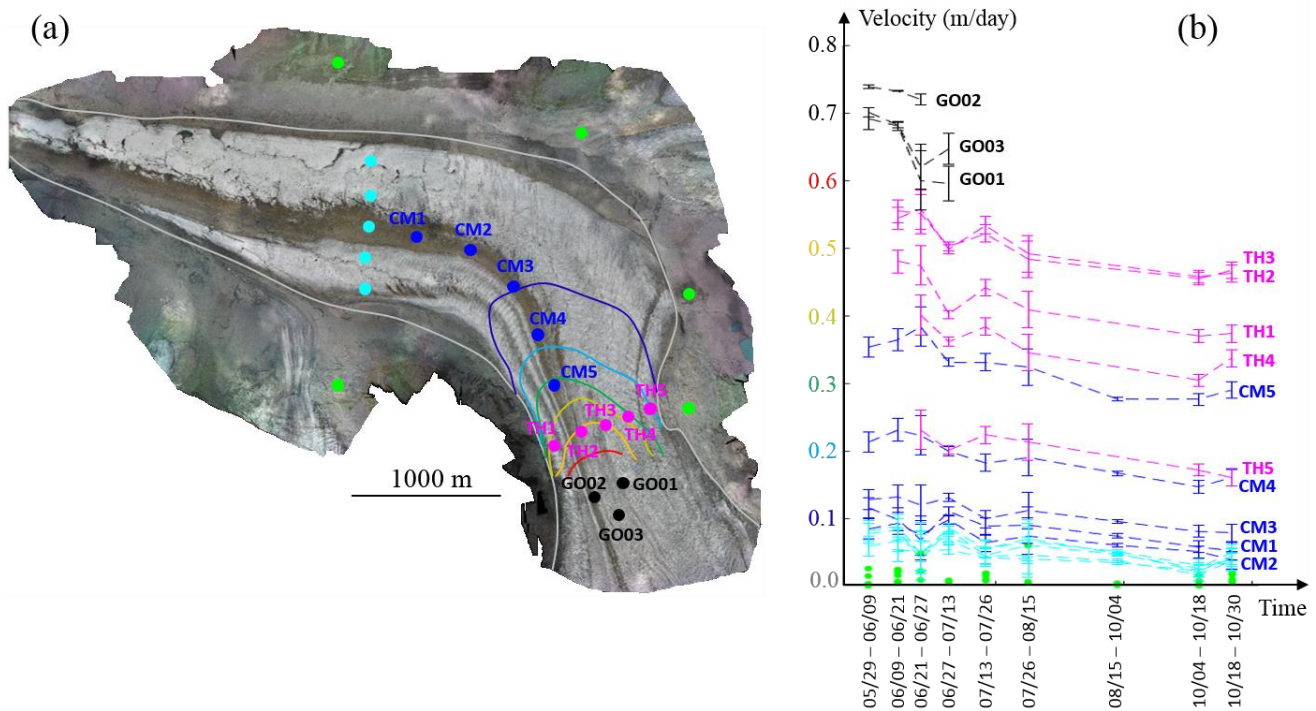 (a)
CM1
CM2
CM3
CM4
CM5
TH5
TH3
TH1
TH4
TH2
1000 m
GO02
GO01
GO03
Velocity (m/day)
(b)
0.8
0.7
0.6
0.5
0.4
0.3
0.2
0.1
0.0
GO02
GO03
GO01
TH3
TH2
TH1
TH4
CM5
TH5
CM4
CM3
CM1
CM2
Time
05/29 – 06/09
06/09 – 06/21
06/21 – 06/27
06/27 – 07/13
07/13 – 07/26
07/26 – 08/15
08/15 – 10/04
10/04 – 10/18
10/18 – 10/30